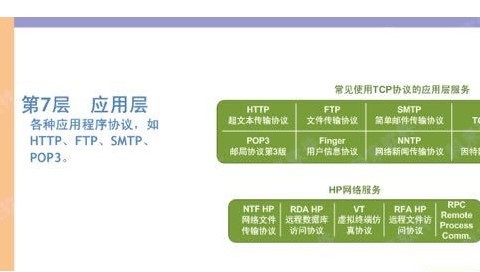 第7层 应用层
各种应用程序协议，如
HTTP、FTP、SMTP、
POP3。
常见使用TCP协议的应用层服务
HTTP
超文本传输协议
FTP
文件传输协议
SMTP
简单邮件传输协议
POP3
邮局协议第3版
Finger
用户信息协议
NNTP
网络新闻传输协议
因特
HP网络服务
NTF HP
网络文件
传输协议
RDA HP
远程数据库
访问协议
VT
虚拟终端仿
真协议
RFA HP
远程文件访
问协议
RPC
Remote
Process
Comm.